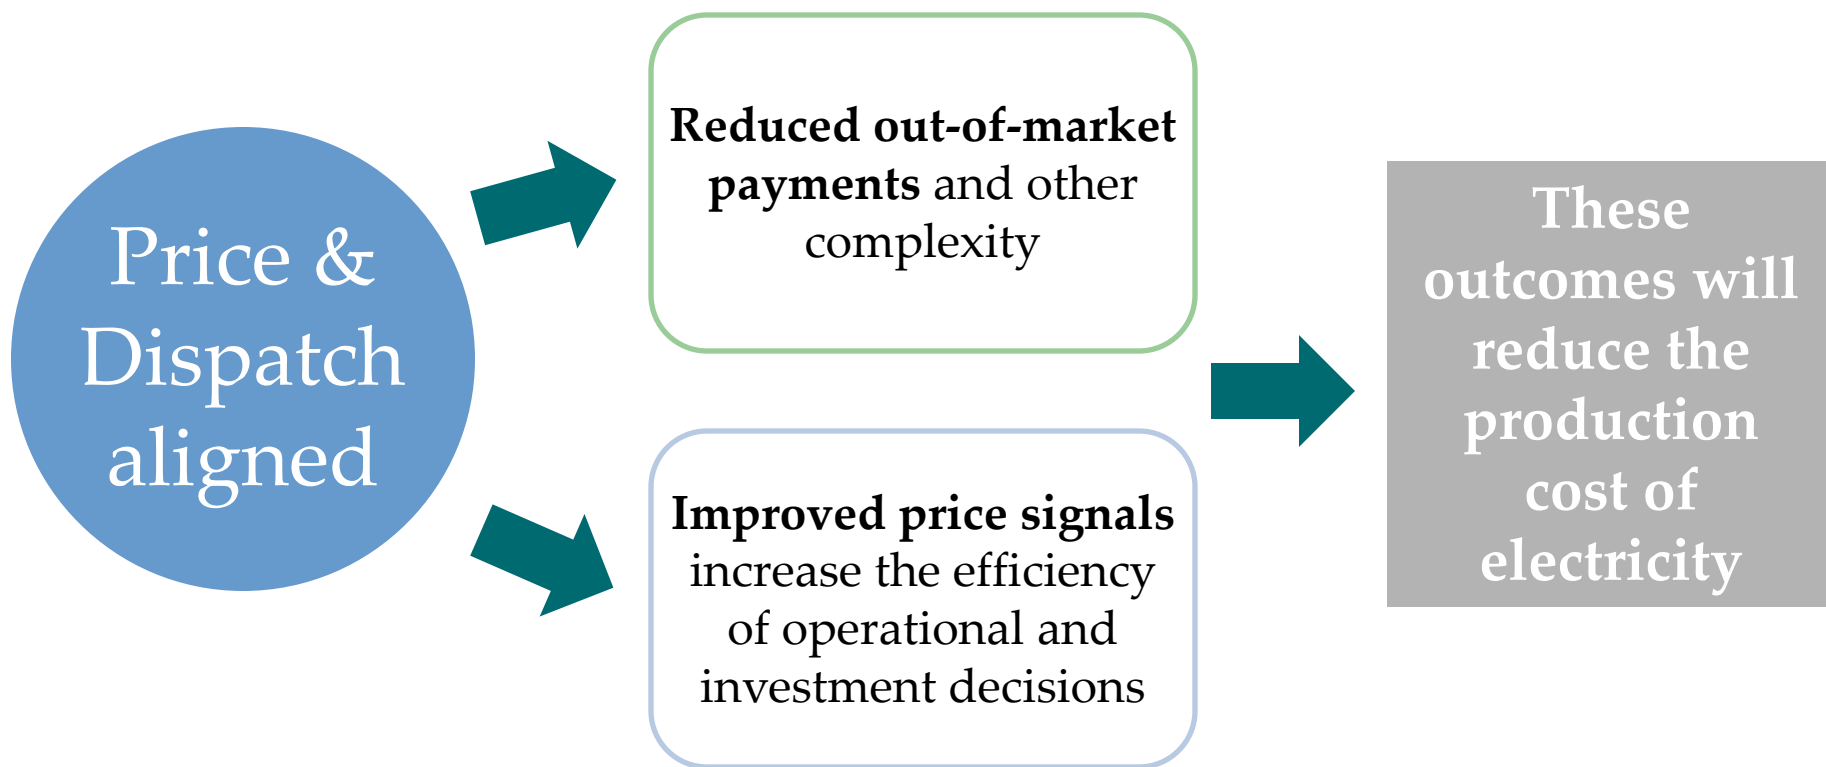 Price &
Dispatch
aligned
Reduced out-of-market
payments and other
complexity
Improved price signals
increase the efficiency
of operational and
investment decisions
These
outcomes will
reduce the
production
cost of
electricity